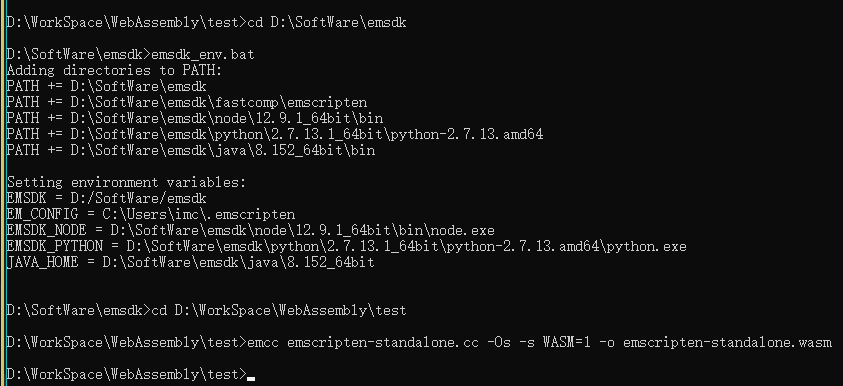 D:\WorkSpace\WebAssembly\test>cd D:\SoftWare\emsdk
D:\SoftWare\emsdk>emsdk_env.bat
Adding directories to PATH:
PATH += D:\SoftWare\emsdk
PATH += D:\SoftWare\emsdk\fastcomp\emscripten
PATH += D:\SoftWare\emsdk\node\12.9.1_64bit\bin
PATH += D:\SoftWare\emsdk\python\2.7.13.1_64bit\python-2.7.13.amd64
PATH += D:\SoftWare\emsdk\java\8.152_64bit\bin
Setting environment variables:
EMSDK = D:/SoftWare/emsdk
EM_CONFIG = C:\Users\imc\.emscripten
EMSDK_NODE = D:\SoftWare\emsdk\node\12.9.1_64bit\bin\node.exe
EMSDK_PYTHON = D:\SoftWare\emsdk\python\2.7.13.1_64bit\python-2.7.13.amd64\python.exe
JAVA_HOME = D:\SoftWare\emsdk\java\8.152_64bit
D:\SoftWare\emsdk>cd D:\WorkSpace\WebAssembly\test
D:\WorkSpace\WebAssembly\test>emcc emscripten-standalone.cc -Os -s WASM=1 -o emscripten-standalone.wasm
D:\WorkSpace\WebAssembly\test>